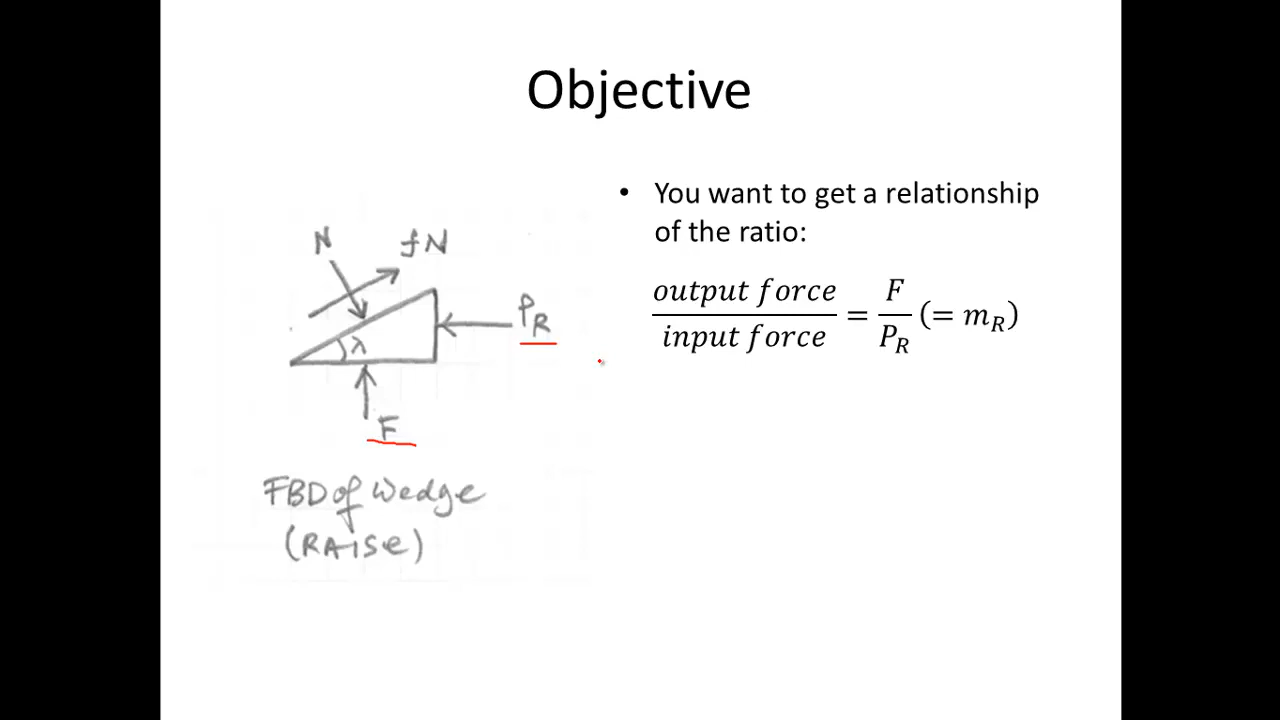 Objective
• You want to get a relationship
of the ratio:
output force / input force = F / P_R (= m_R)
N
fN
P_R
λ
F
FBD of Wedge
(RAISE)